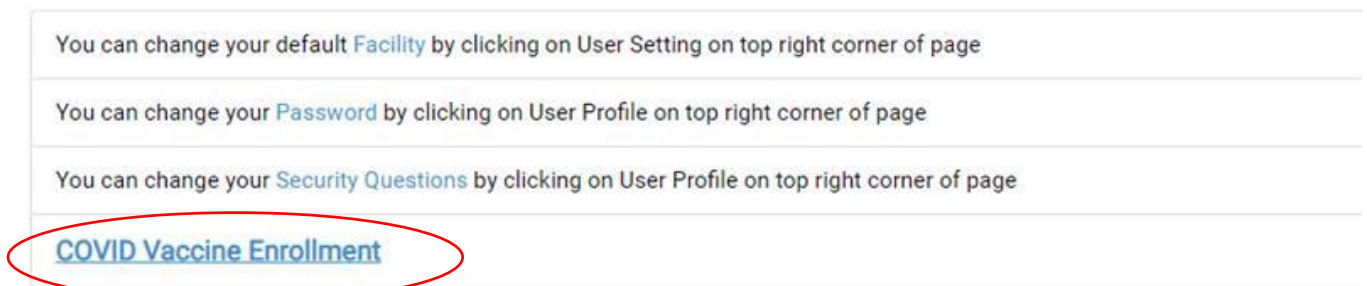 You can change your default Facility by clicking on User Setting on top right corner of page
You can change your Password by clicking on User Profile on top right corner of page
You can change your Security Questions by clicking on User Profile on top right corner of page
COVID Vaccine Enrollment